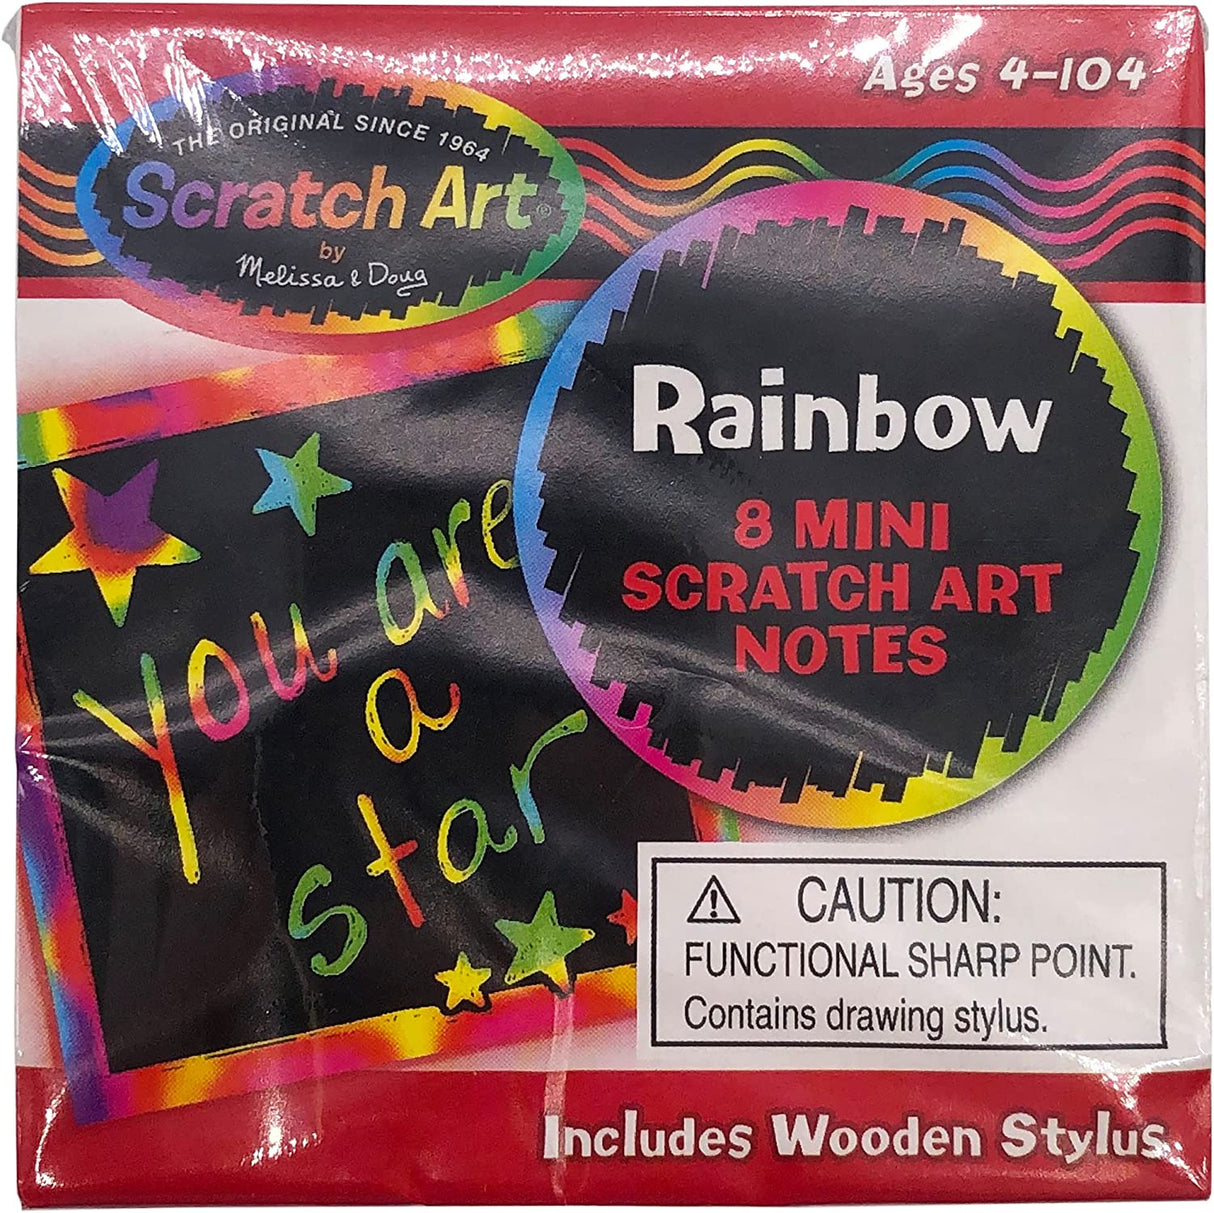 Ages 4-104
THE ORIGINAL SINCE 1964
Scratch Art®
by
Melissa & Doug
Rainbow
8 MINI
SCRATCH ART
NOTES
You are
a
star
⚠ CAUTION:
FUNCTIONAL SHARP POINT.
Contains drawing stylus.
Includes Wooden Stylus